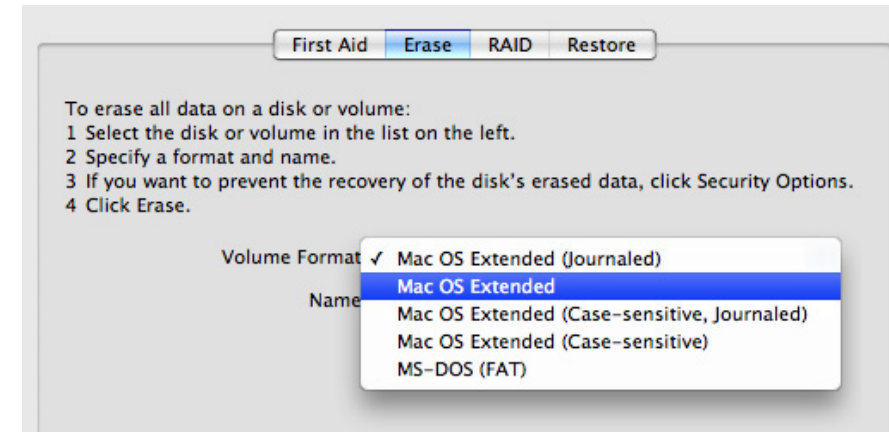 First Aid Erase RAID Restore
To erase all data on a disk or volume:
1 Select the disk or volume in the list on the left.
2 Specify a format and name.
3 If you want to prevent the recovery of the disk's erased data, click Security Options.
4 Click Erase.
Volume Format ✓ Mac OS Extended (Journaled)
Name Mac OS Extended
Mac OS Extended (Case-sensitive, Journaled)
Mac OS Extended (Case-sensitive)
MS-DOS (FAT)